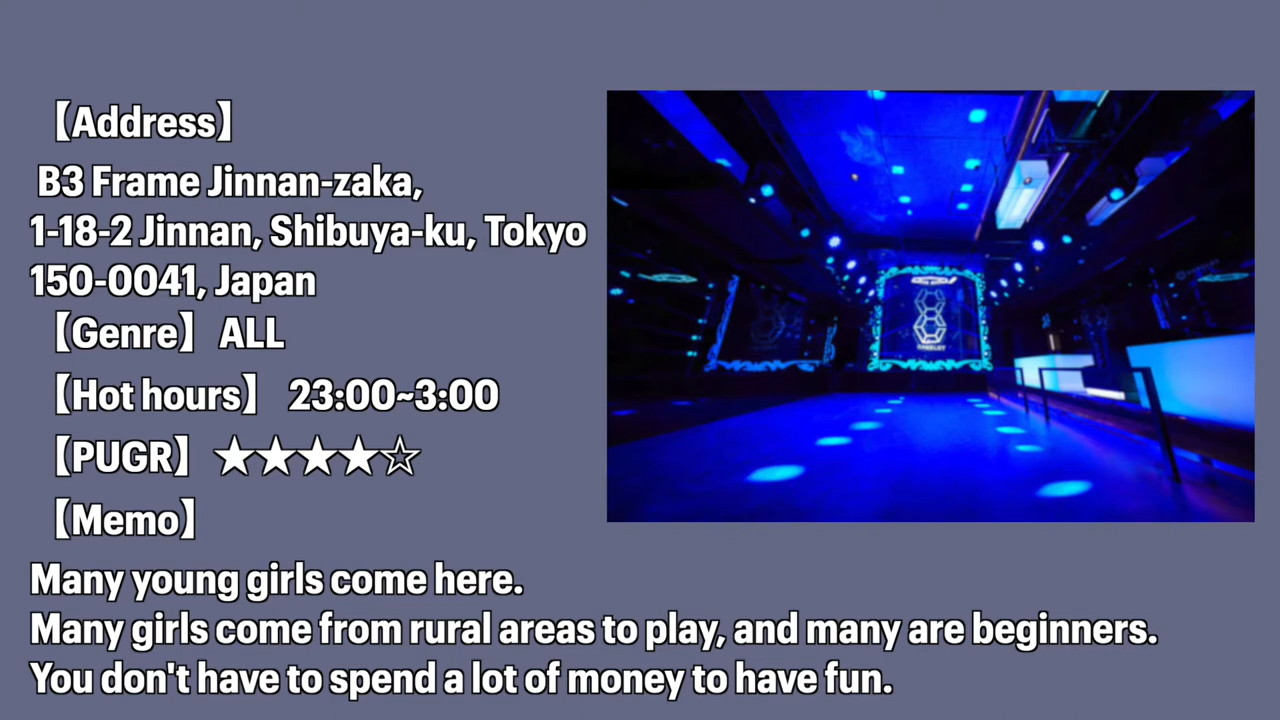 【Address】
B3 Frame Jinnan-zaka,
1-18-2 Jinnan, Shibuya-ku, Tokyo
150-0041, Japan
【Genre】 ALL
【Hot hours】 23:00~3:00
【PUGR】 ★★★★☆
【Memo】
Many young girls come here.
Many girls come from rural areas to play, and many are beginners.
You don't have to spend a lot of money to have fun.